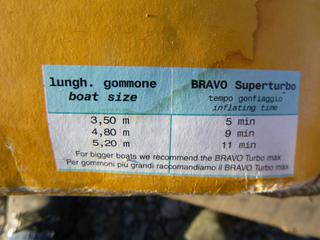 lungh. gommone BRAVO Superturbo
boat size tempo gonfiaggio
inflating time
3,50 m 5 min
4,80 m 9 min
5,20 m 11 min
For bigger boats we recommend the BRAVO Turbo max
Per gommoni più grandi raccomandiamo il BRAVO Turbo max